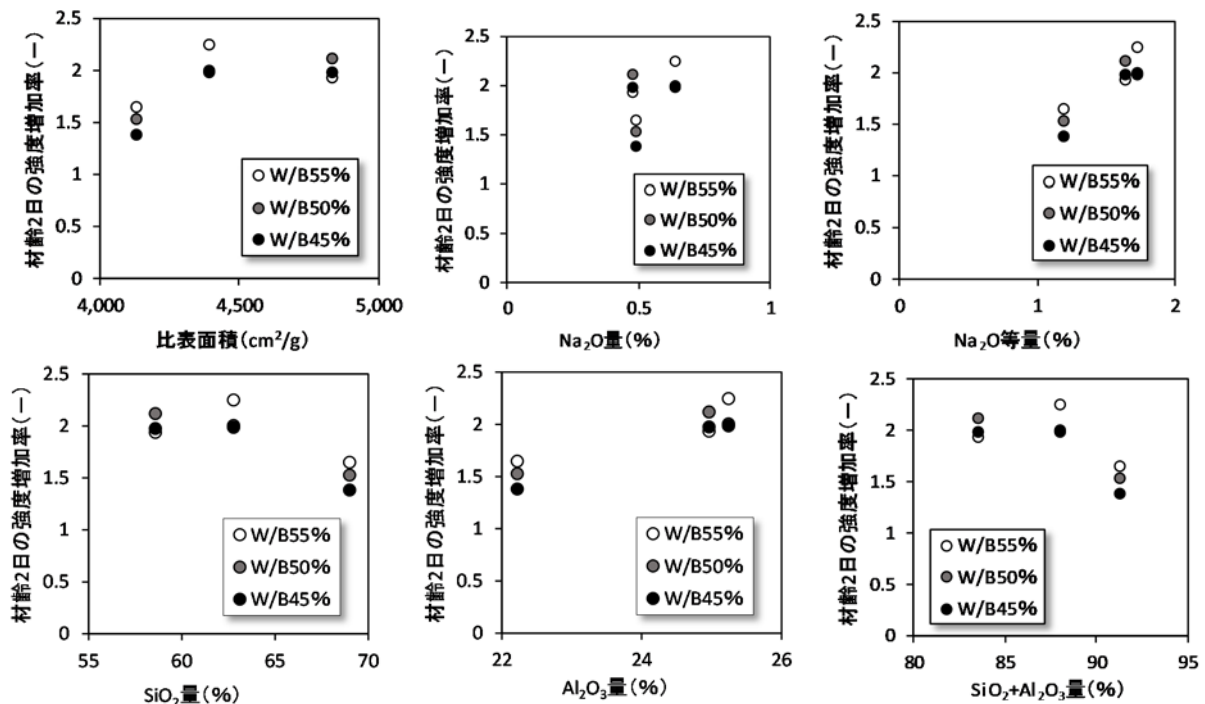 材齢2日の強度増加率(－)
2.5
2
1.5
1
0.5
0
4,000
4,500
5,000
比表面積(cm²/g)
W/B55%
W/B50%
W/B45%
材齢2日の強度増加率(－)
2.5
2
1.5
1
0.5
0
0
0.5
1
Na₂O量(%)
W/B55%
W/B50%
W/B45%
材齢2日の強度増加率(－)
2.5
2
1.5
1
0.5
0
0
1
2
Na₂O等量(%)
W/B55%
W/B50%
W/B45%
材齢2日の強度増加率(－)
2.5
2
1.5
1
0.5
0
55
60
65
70
SiO₂量(%)
W/B55%
W/B50%
W/B45%
材齢2日の強度増加率(－)
2.5
2
1.5
1
0.5
0
22
24
26
Al₂O₃量(%)
W/B55%
W/B50%
W/B45%
材齢2日の強度増加率(－)
2.5
2
1.5
1
0.5
0
80
85
90
95
SiO₂+Al₂O₃量(%)
W/B55%
W/B50%
W/B45%